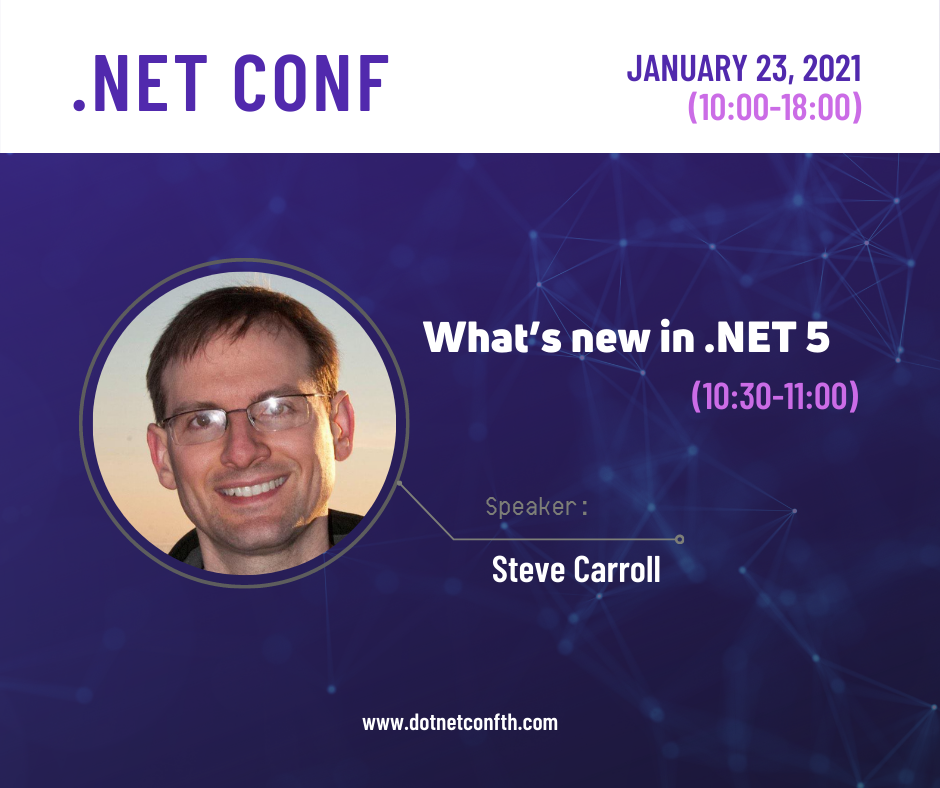 .NET CONF
JANUARY 23, 2021
(10:00-18:00)
What's new in .NET 5
(10:30-11:00)
Speaker:
Steve Carroll
www.dotnetconfth.com